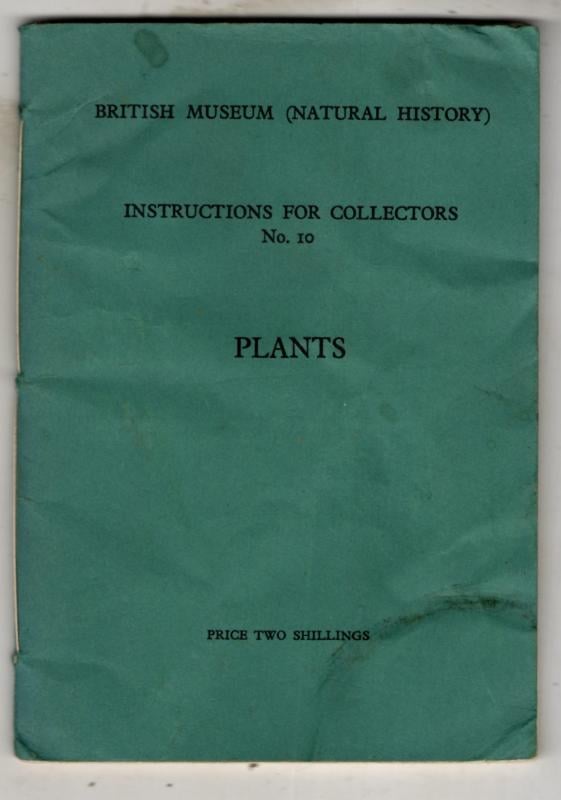 BRITISH MUSEUM (NATURAL HISTORY)
INSTRUCTIONS FOR COLLECTORS
No. 10
PLANTS
PRICE TWO SHILLINGS